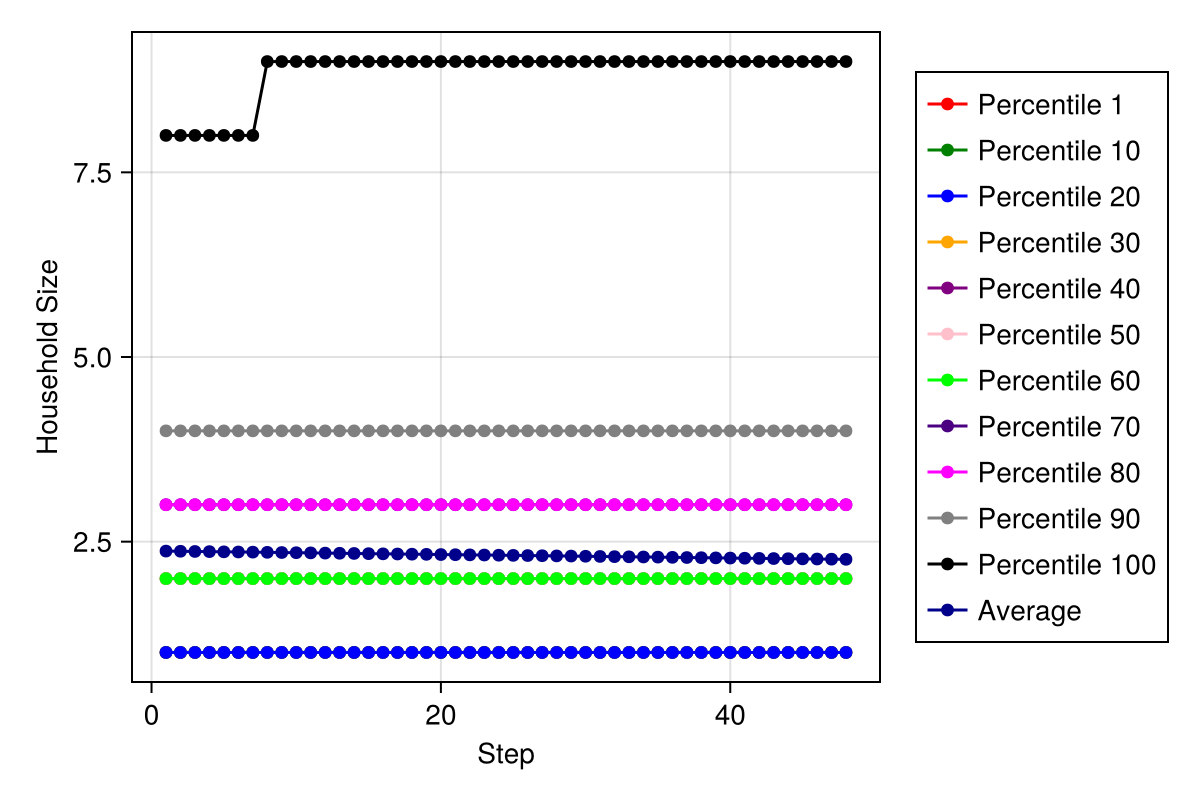 7.5
5.0
2.5
Household Size
0
20
40
Step
Percentile 1
Percentile 10
Percentile 20
Percentile 30
Percentile 40
Percentile 50
Percentile 60
Percentile 70
Percentile 80
Percentile 90
Percentile 100
Average